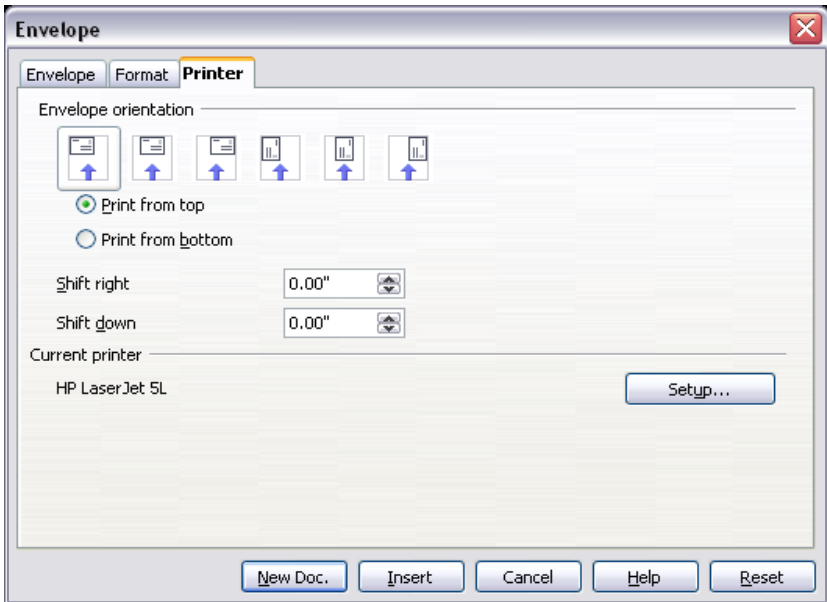 Envelope
Envelope Format Printer
Envelope orientation
Print from top
Print from bottom
Shift right 0.00"
Shift down 0.00"
Current printer
HP LaserJet 5L Setup...
New Doc. Insert Cancel Help Reset